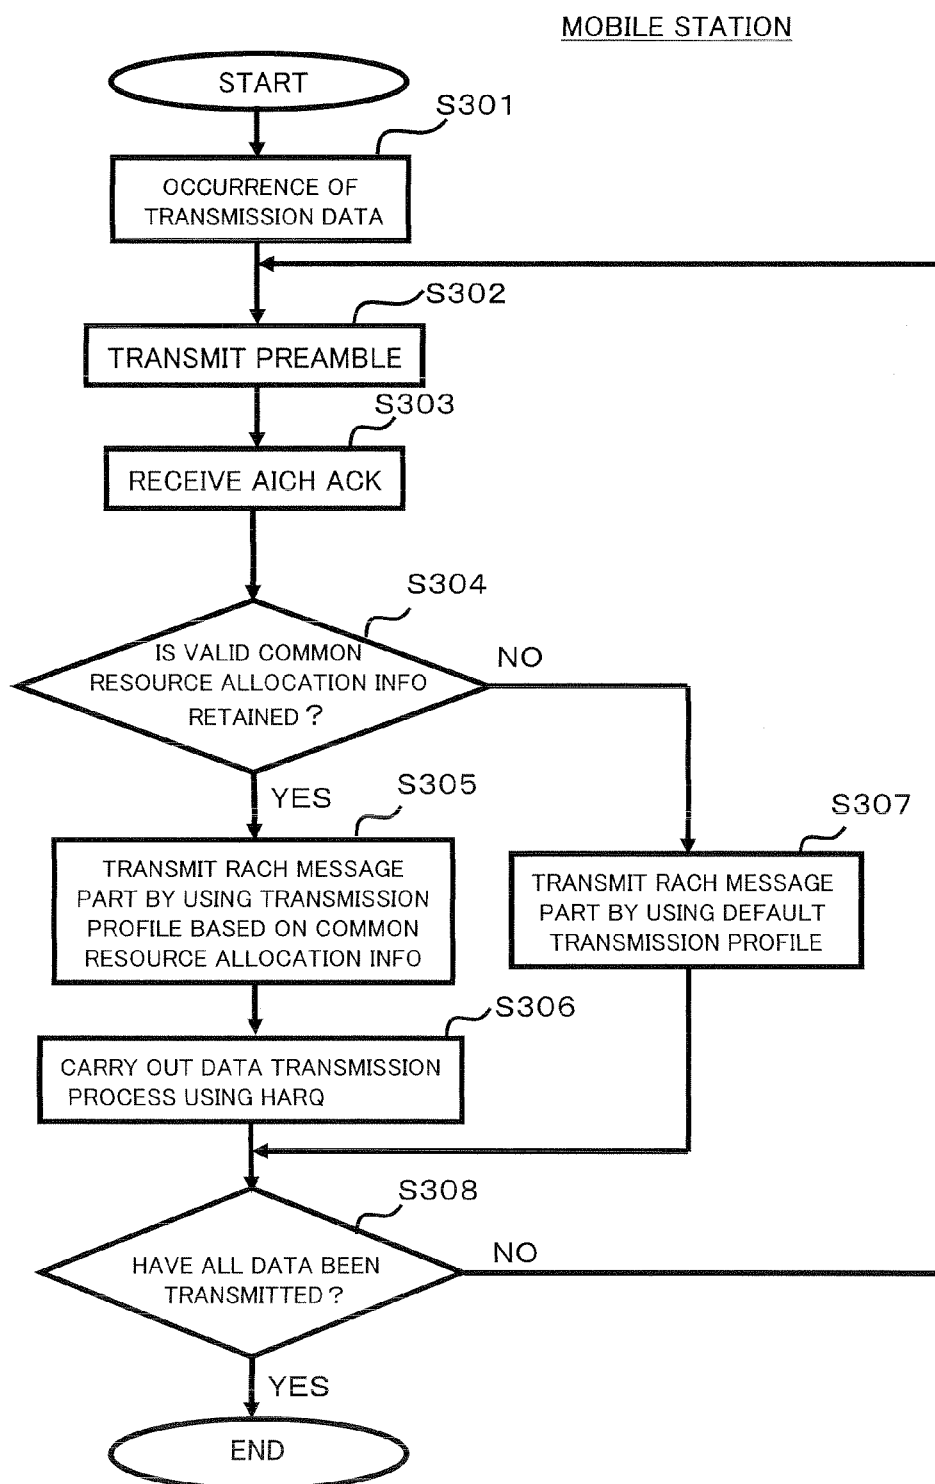 MOBILE STATION
START
S301
OCCURRENCE OF
TRANSMISSION DATA
S302
TRANSMIT PREAMBLE
S303
RECEIVE AICH ACK
S304
IS VALID COMMON
RESOURCE ALLOCATION INFO
RETAINED?
NO
YES
S305
TRANSMIT RACH MESSAGE
PART BY USING TRANSMISSION
PROFILE BASED ON COMMON
RESOURCE ALLOCATION INFO
S307
TRANSMIT RACH MESSAGE
PART BY USING DEFAULT
TRANSMISSION PROFILE
S306
CARRY OUT DATA TRANSMISSION
PROCESS USING HARQ
S308
HAVE ALL DATA BEEN
TRANSMITTED?
NO
YES
END